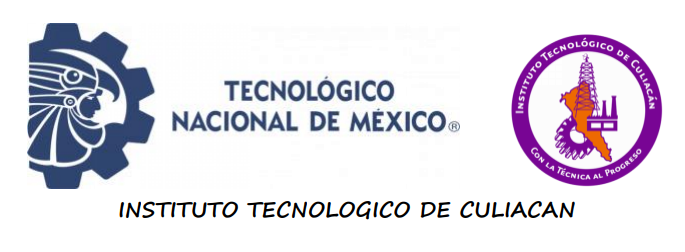 TECNOLÓGICO
NACIONAL DE MÉXICO®
INSTITUTO TECNOLÓGICO DE CULIACÁN
CON LA TÉCNICA AL PROGRESO
INSTITUTO TECNOLOGICO DE CULIACAN